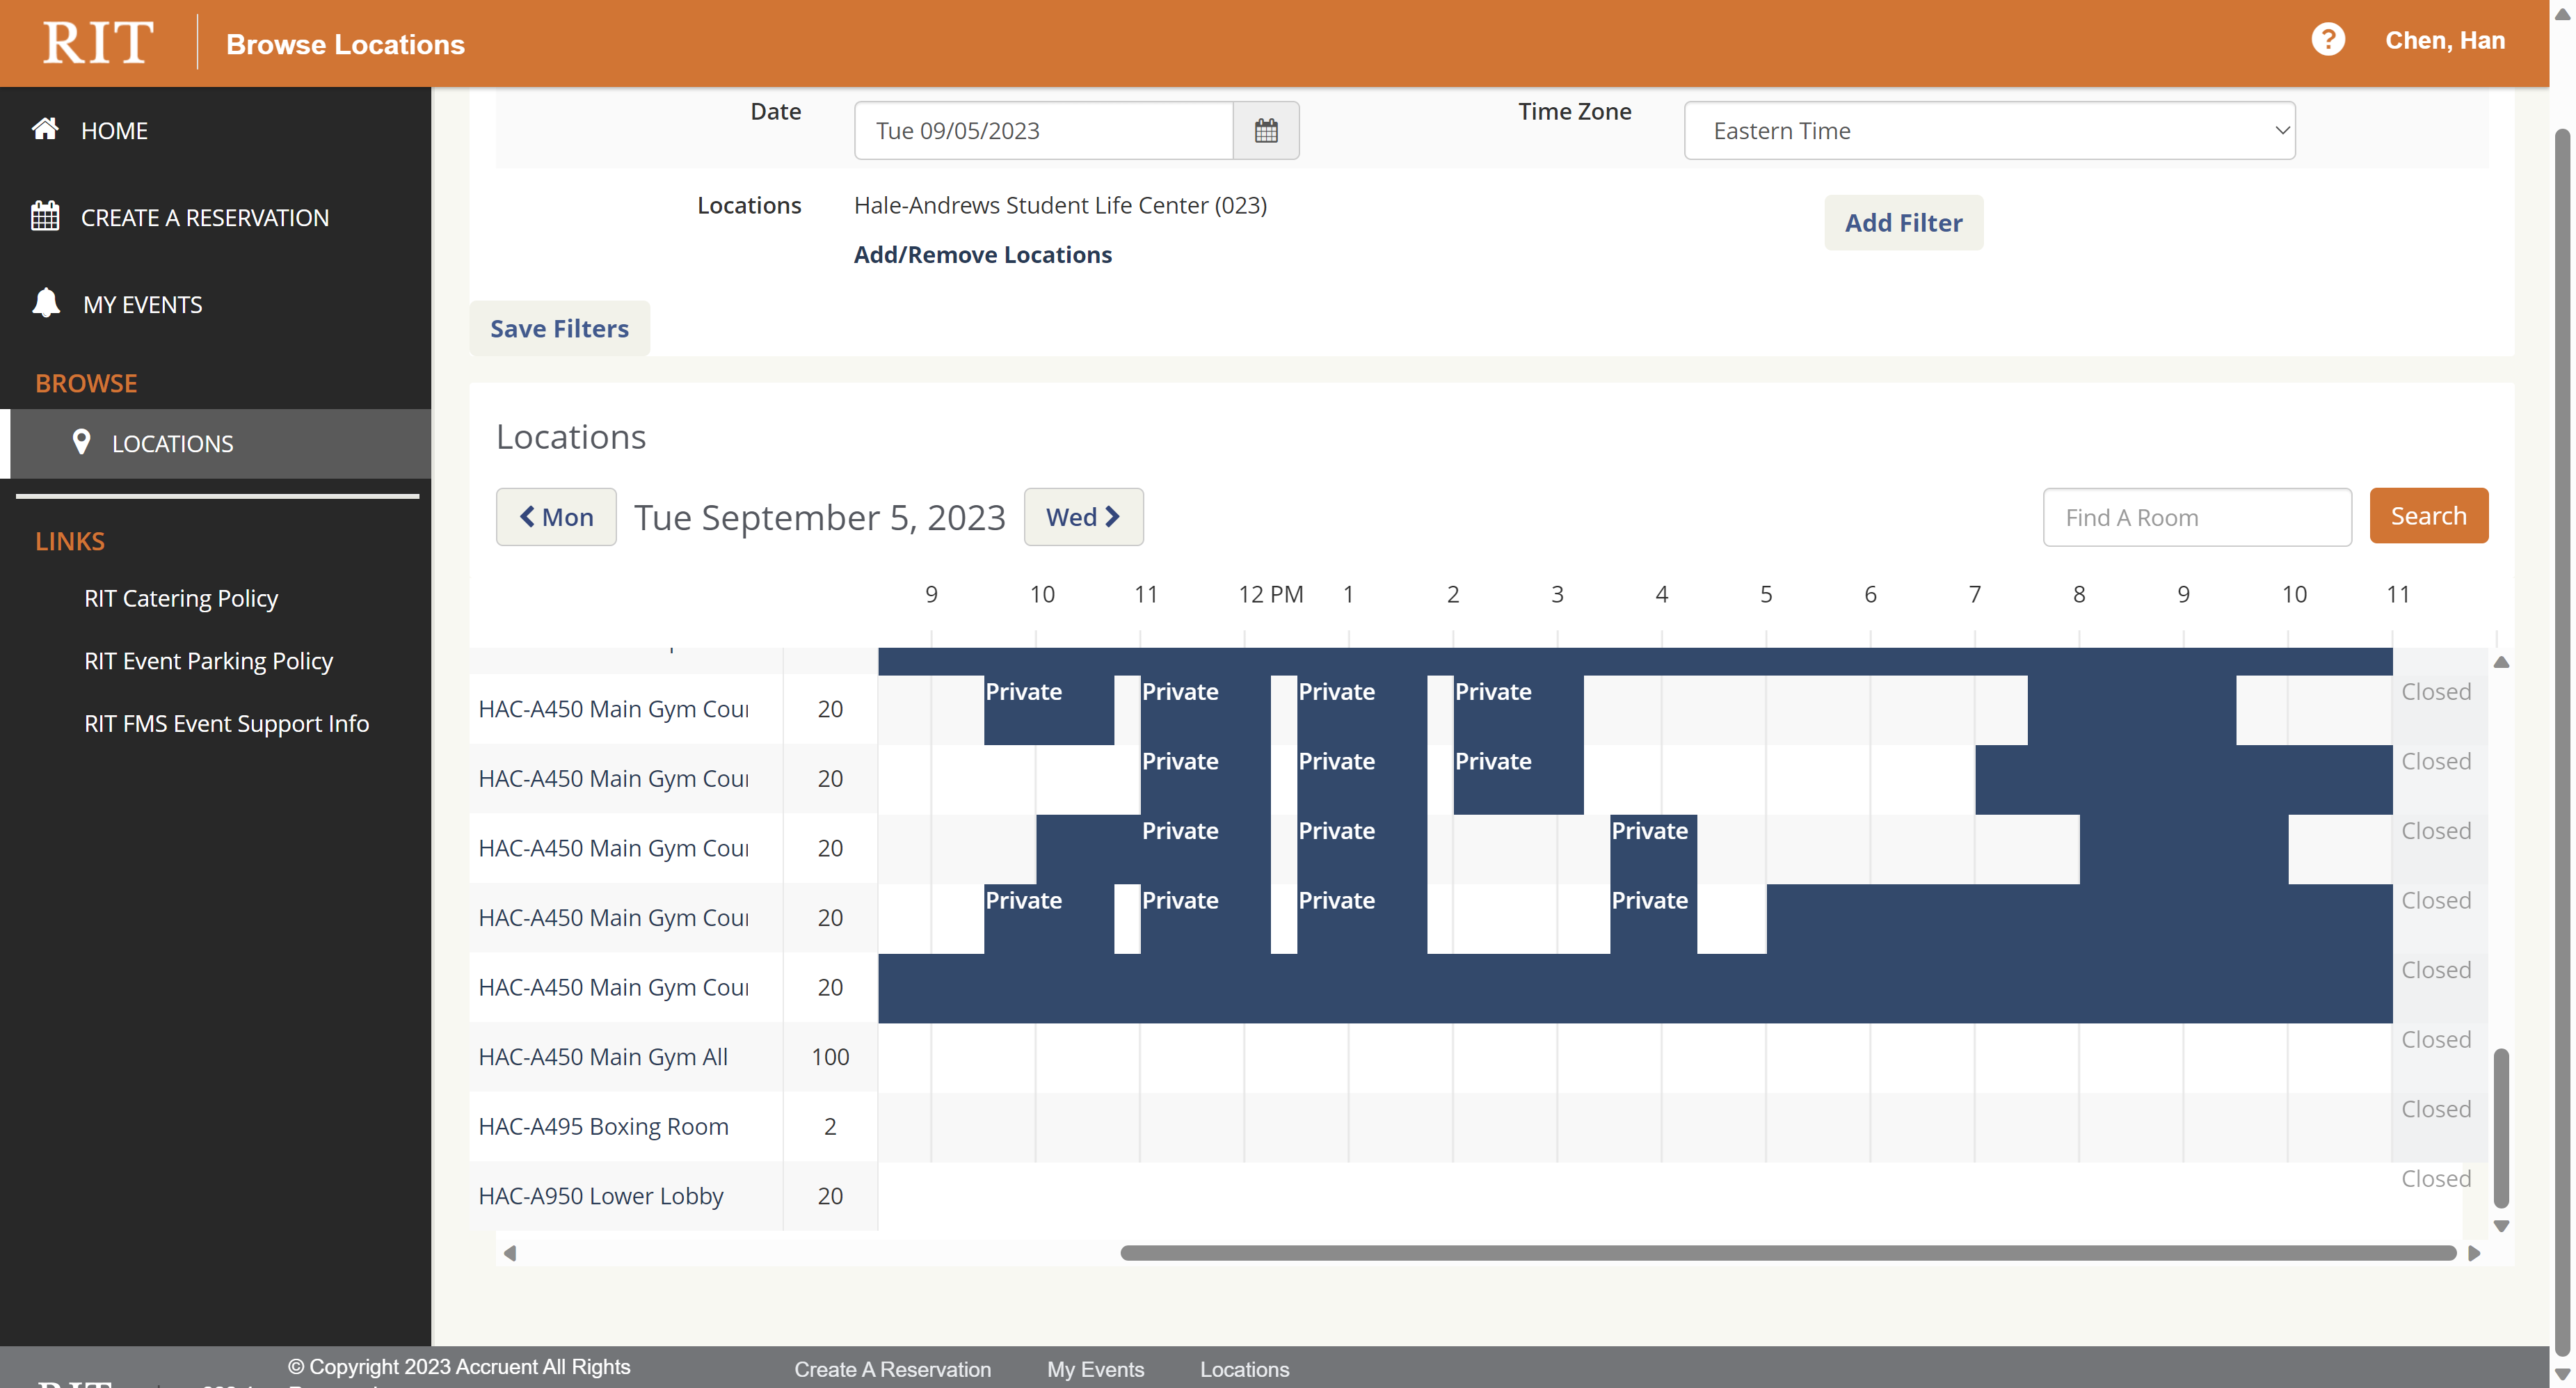 RIT
Browse Locations
?
Chen, Han
HOME
CREATE A RESERVATION
MY EVENTS
BROWSE
LOCATIONS
LINKS
RIT Catering Policy
RIT Event Parking Policy
RIT FMS Event Support Info
Date
Tue 09/05/2023
Time Zone
Eastern Time
Locations
Hale-Andrews Student Life Center (023)
Add/Remove Locations
Add Filter
Save Filters
Locations
Mon
Tue September 5, 2023
Wed
Find A Room
Search
9 10 11 12 PM 1 2 3 4 5 6 7 8 9 10 11
HAC-A450 Main Gym Cour 20 Private Private Private Private Closed
HAC-A450 Main Gym Cour 20 Private Private Private Closed
HAC-A450 Main Gym Cour 20 Private Private Private Closed
HAC-A450 Main Gym Cour 20 Private Private Private Private Closed
HAC-A450 Main Gym Cour 20 Closed
HAC-A450 Main Gym All 100 Closed
HAC-A495 Boxing Room 2 Closed
HAC-A950 Lower Lobby 20 Closed
© Copyright 2023 Accruent All Rights
Create A Reservation
My Events
Locations
RIT